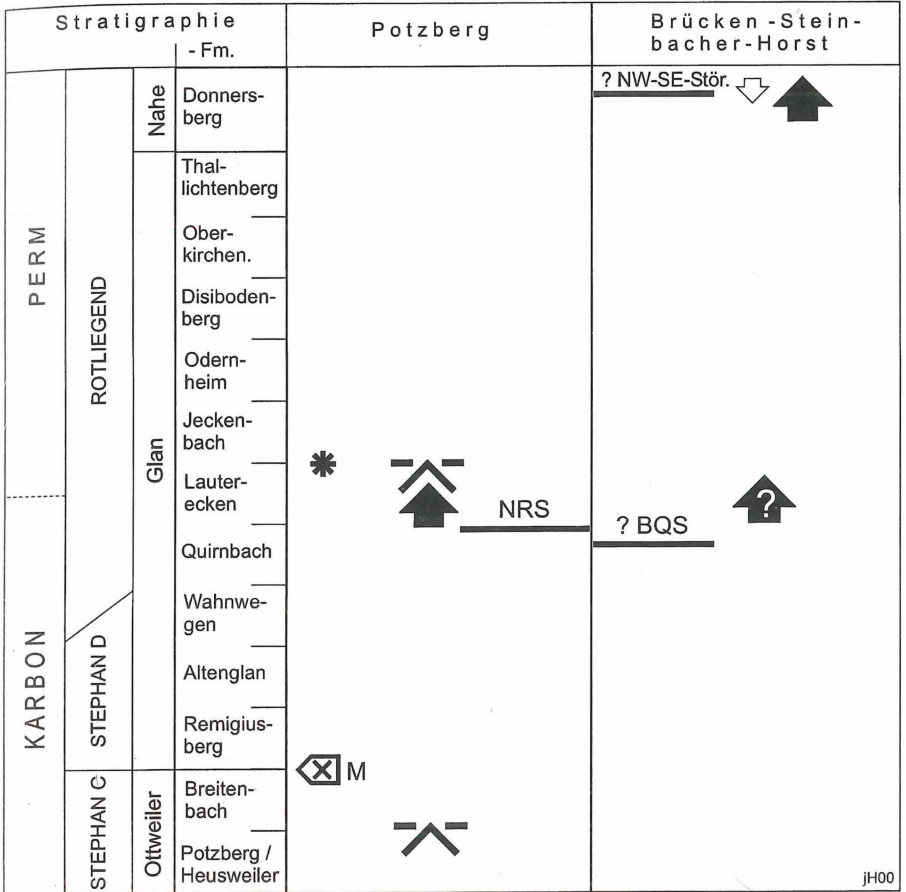 Stratigraphie
- Fm.
Potzberg
Brücken - Stein-
bacher - Horst
PERM
KARBON
ROTLIEGEND
STEPHAN D
STEPHAN C
Nahe
Glan
Ottweiler
Donners-
berg
Thal-
lichtenberg
Ober-
kirchen.
Disiboden-
berg
Odern-
heim
Jecken-
bach
Lauter-
ecken
Quirnbach
Wahnwe-
gen
Altenglan
Remigius-
berg
Breiten-
bach
Potzberg /
Heusweiler
NRS
M
? NW-SE-Stör.
?
? BQS
jH00